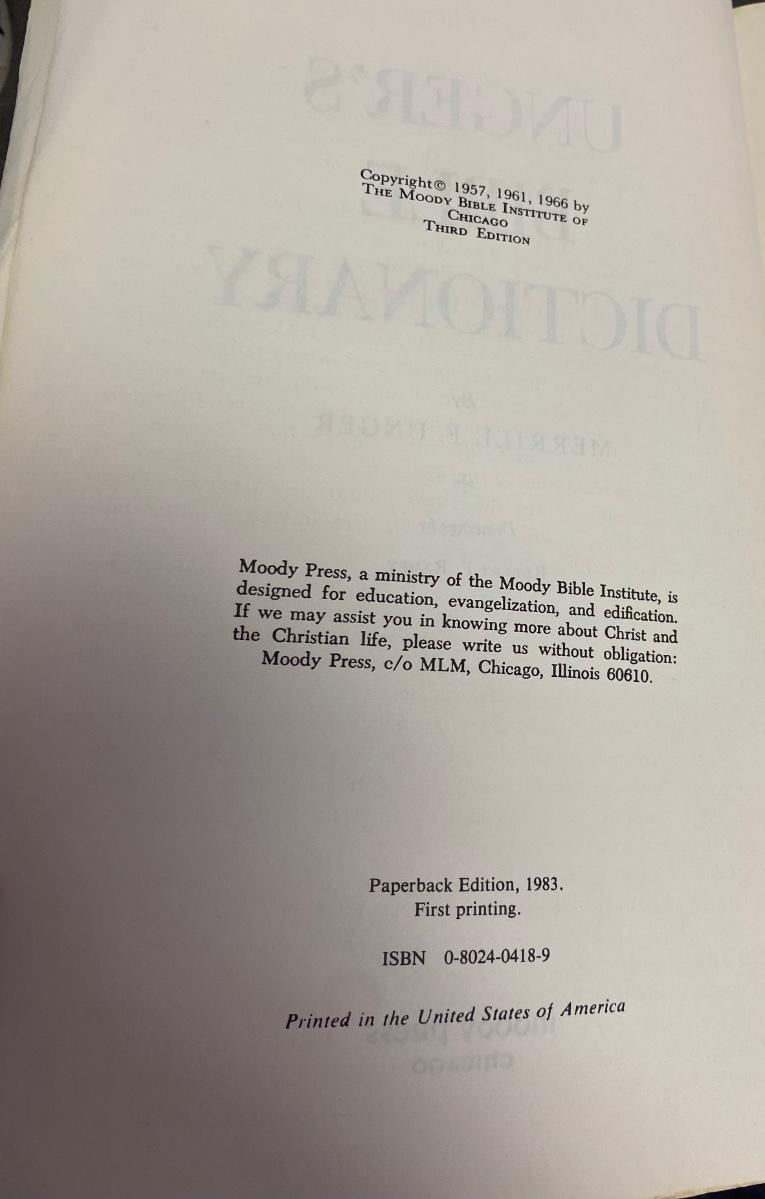 Copyright© 1957, 1961, 1966 by
THE MOODY BIBLE INSTITUTE OF
CHICAGO
THIRD EDITION
Moody Press, a ministry of the Moody Bible Institute, is
designed for education, evangelization, and edification.
If we may assist you in knowing more about Christ and
the Christian life, please write us without obligation:
Moody Press, c/o MLM, Chicago, Illinois 60610.
Paperback Edition, 1983.
First printing.
ISBN 0-8024-0418-9
Printed in the United States of America